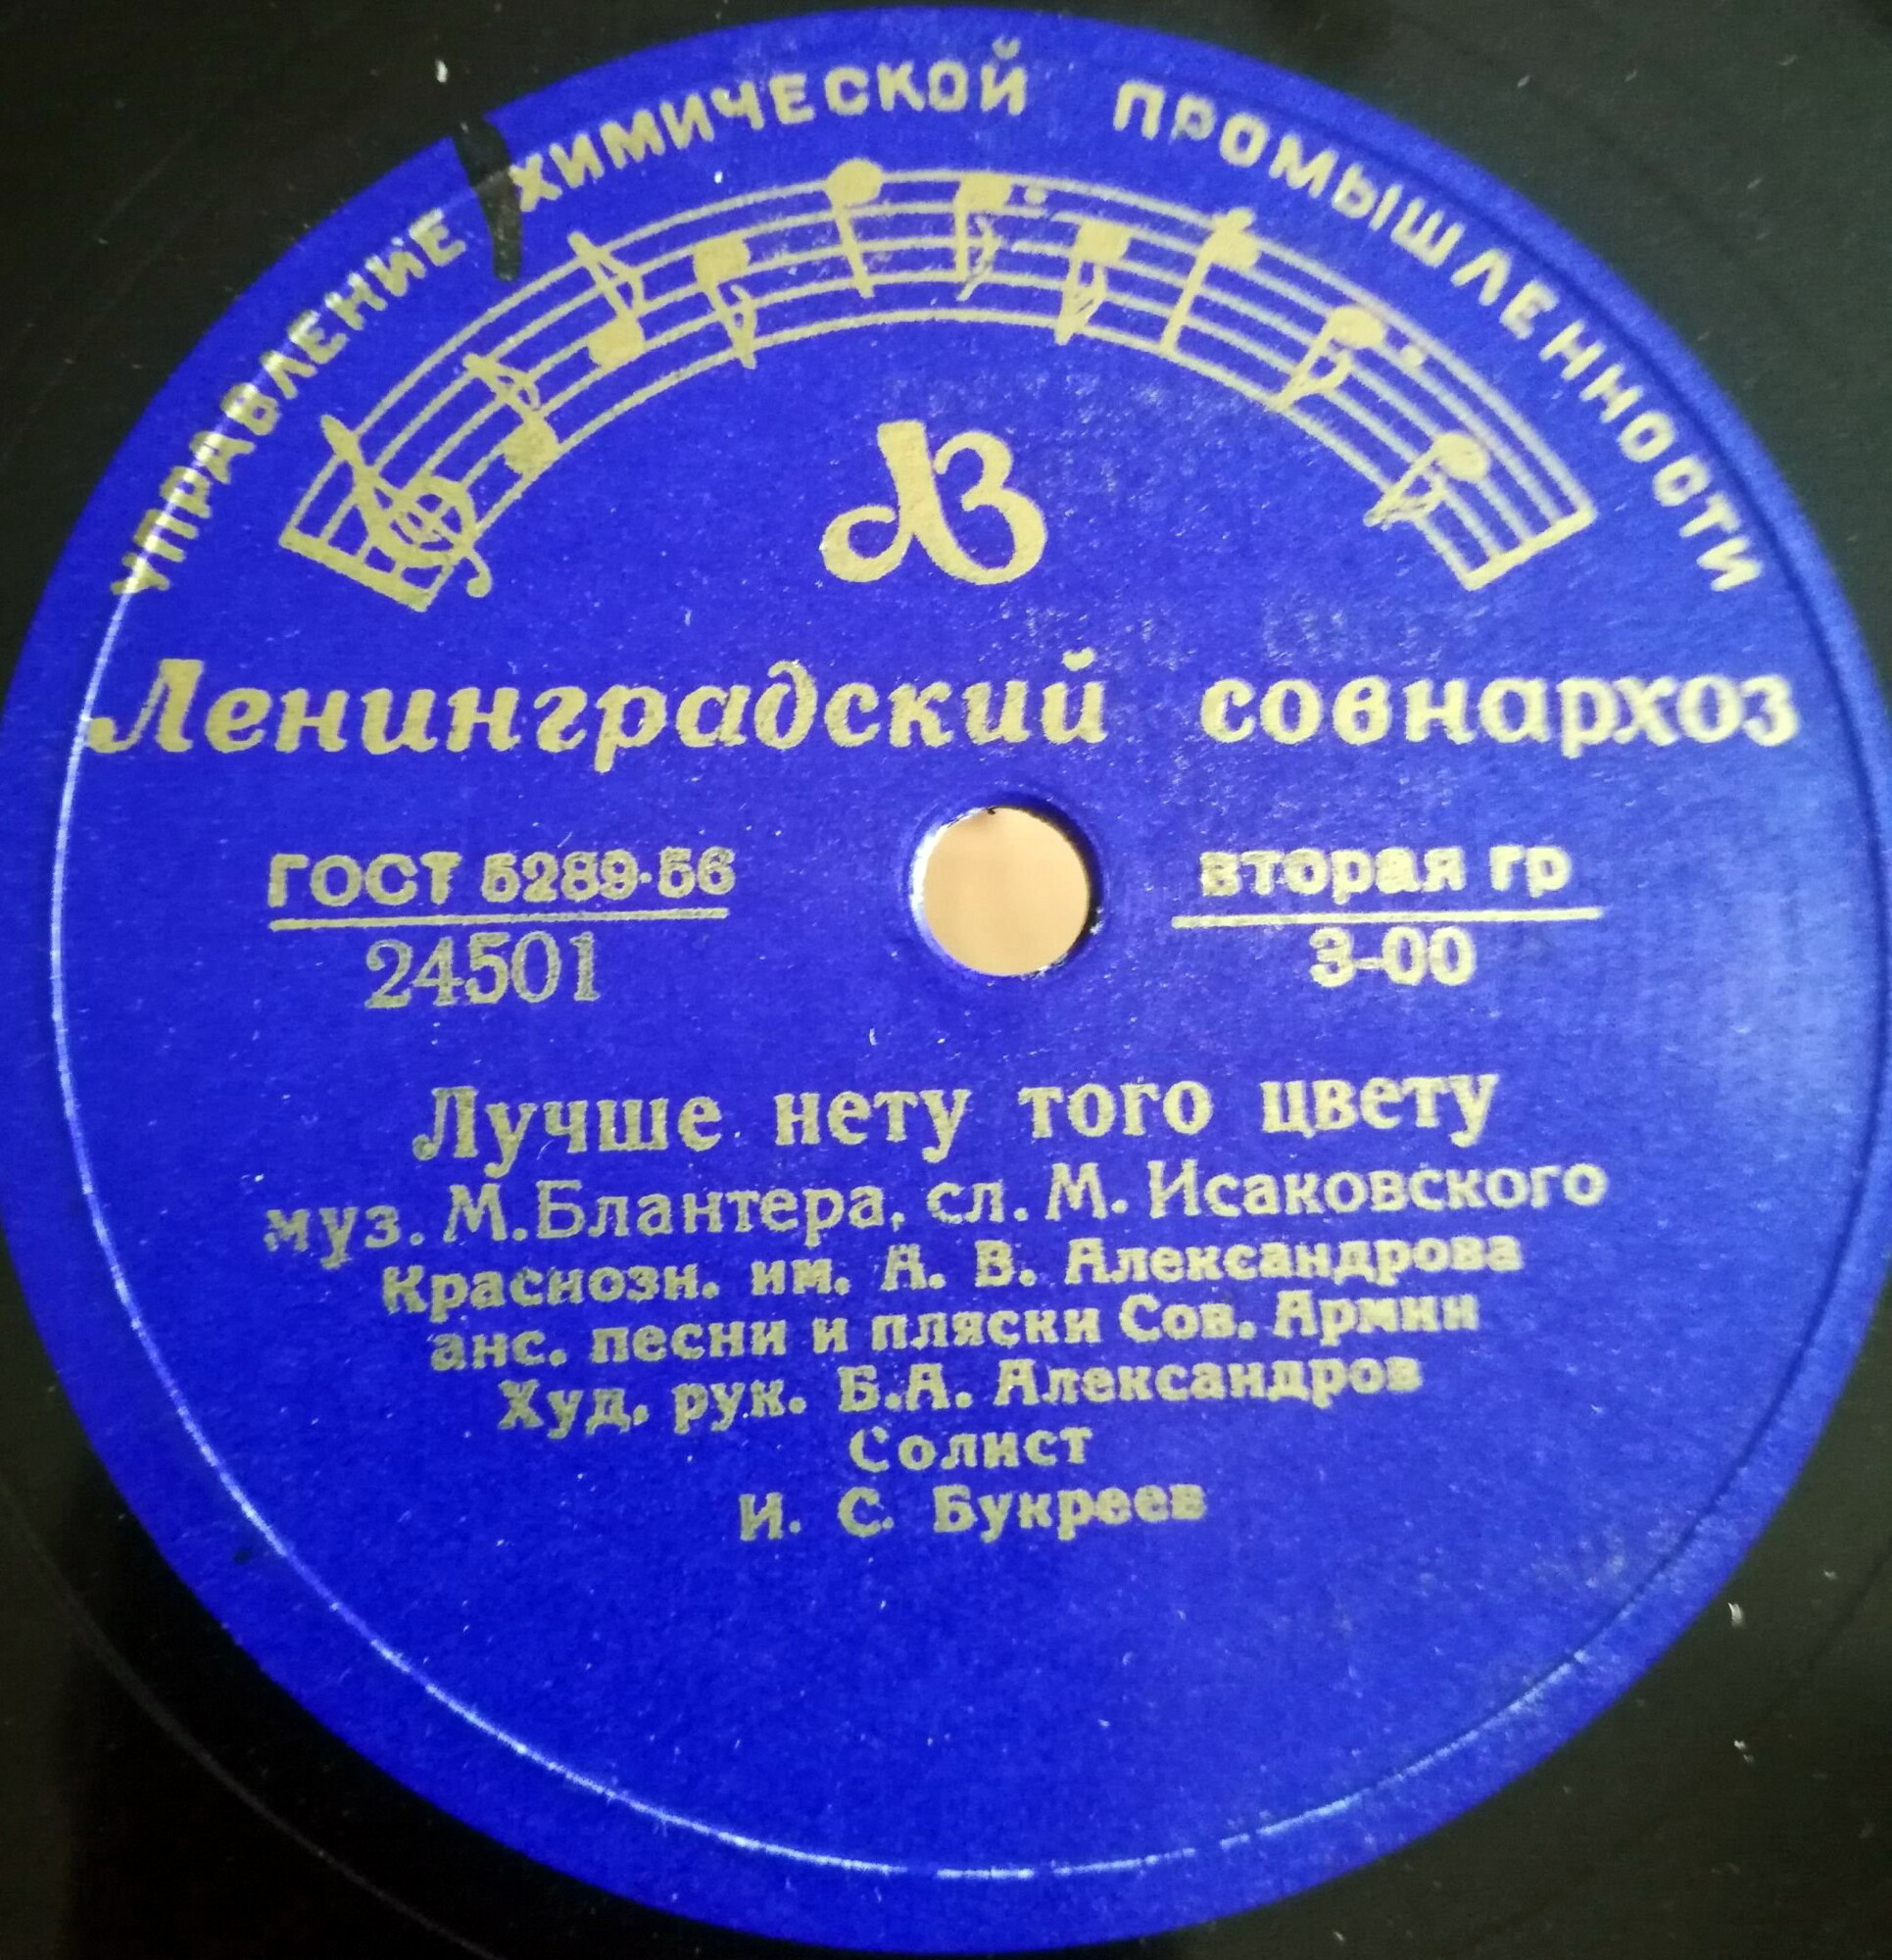 УПРАВЛЕНИЕ ХИМИЧЕСКОЙ ПРОМЫШЛЕННОСТИ
ЛЗ
Ленинградский совнархоз
ГОСТ 5289-56
24501
вторая гр
3-00
Лучше нету того цвету
муз. М. Блантера, сл. М. Исаковского
Краснозн. им. А. В. Александрова
анс. песни и пляски Сов. Армии
Худ. рук. Б.А. Александров
Солист
И. С. Букреев